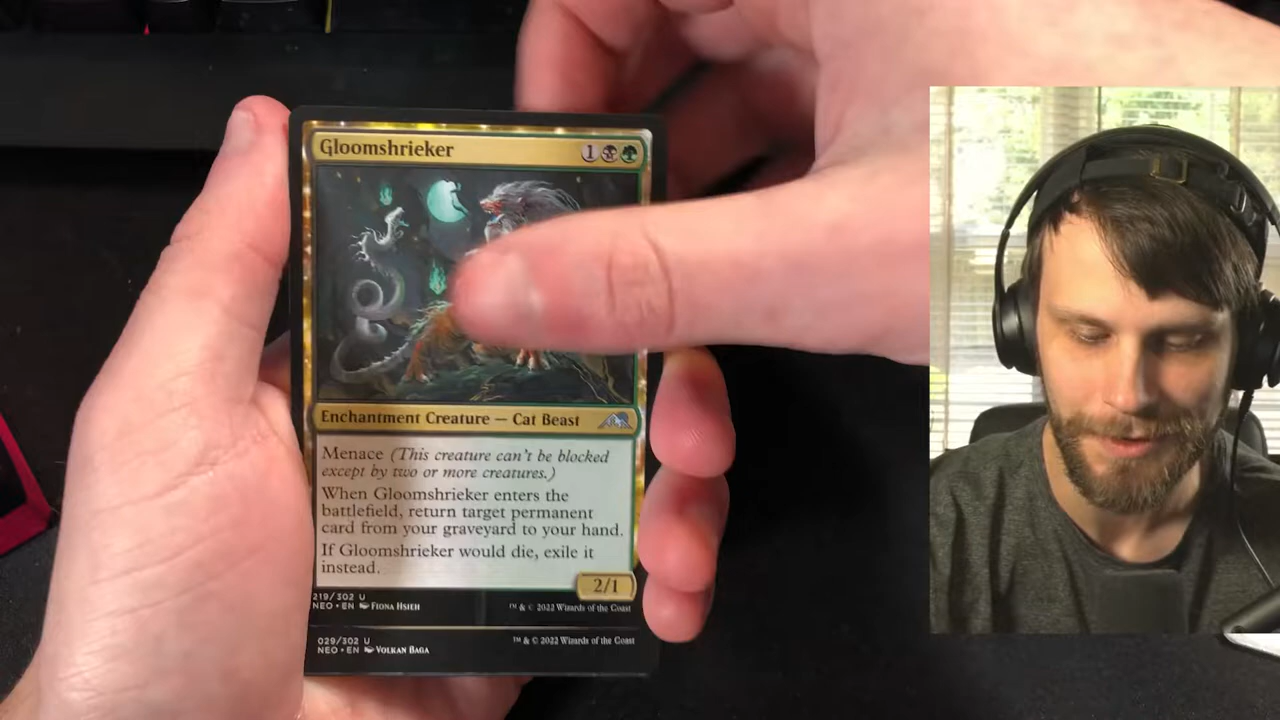 Gloomshrieker 1
Enchantment Creature — Cat Beast
Menace (This creature can't be blocked
except by two or more creatures.)
When Gloomshrieker enters the
battlefield, return target permanent
card from your graveyard to your hand.
If Gloomshrieker would die, exile it
instead.
2/1
219/302 U
NEO • EN Fiona Hsieh ™ & © 2022 Wizards of the Coast
029/302 U
NEO • EN Volkan Baga ™ & © 2022 Wizards of the Coast